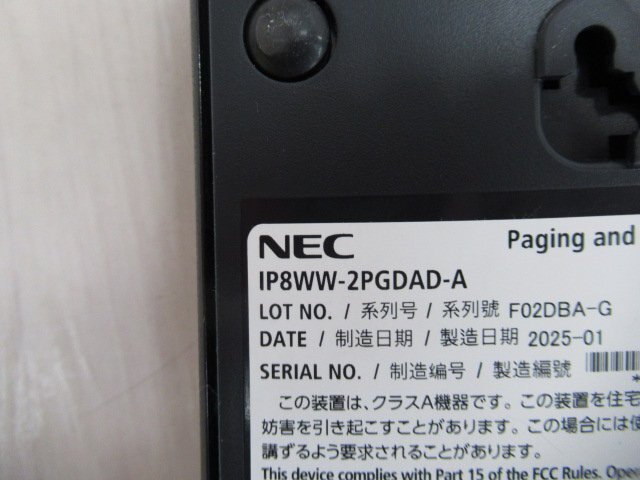 NEC
Paging and
IP8WW-2PGDAD-A
LOT NO. / 系列号 / 系列號 F02DBA-G
DATE / 制造日期 / 製造日期 2025-01
SERIAL NO. / 制造编号 / 製造編號
この装置は、クラスA機器です。この装置を住宅
妨害を引き起こすことがあります。この場合には使
講ずるよう要求されることがあります。
This device complies with Part 15 of the FCC Rules. Oper